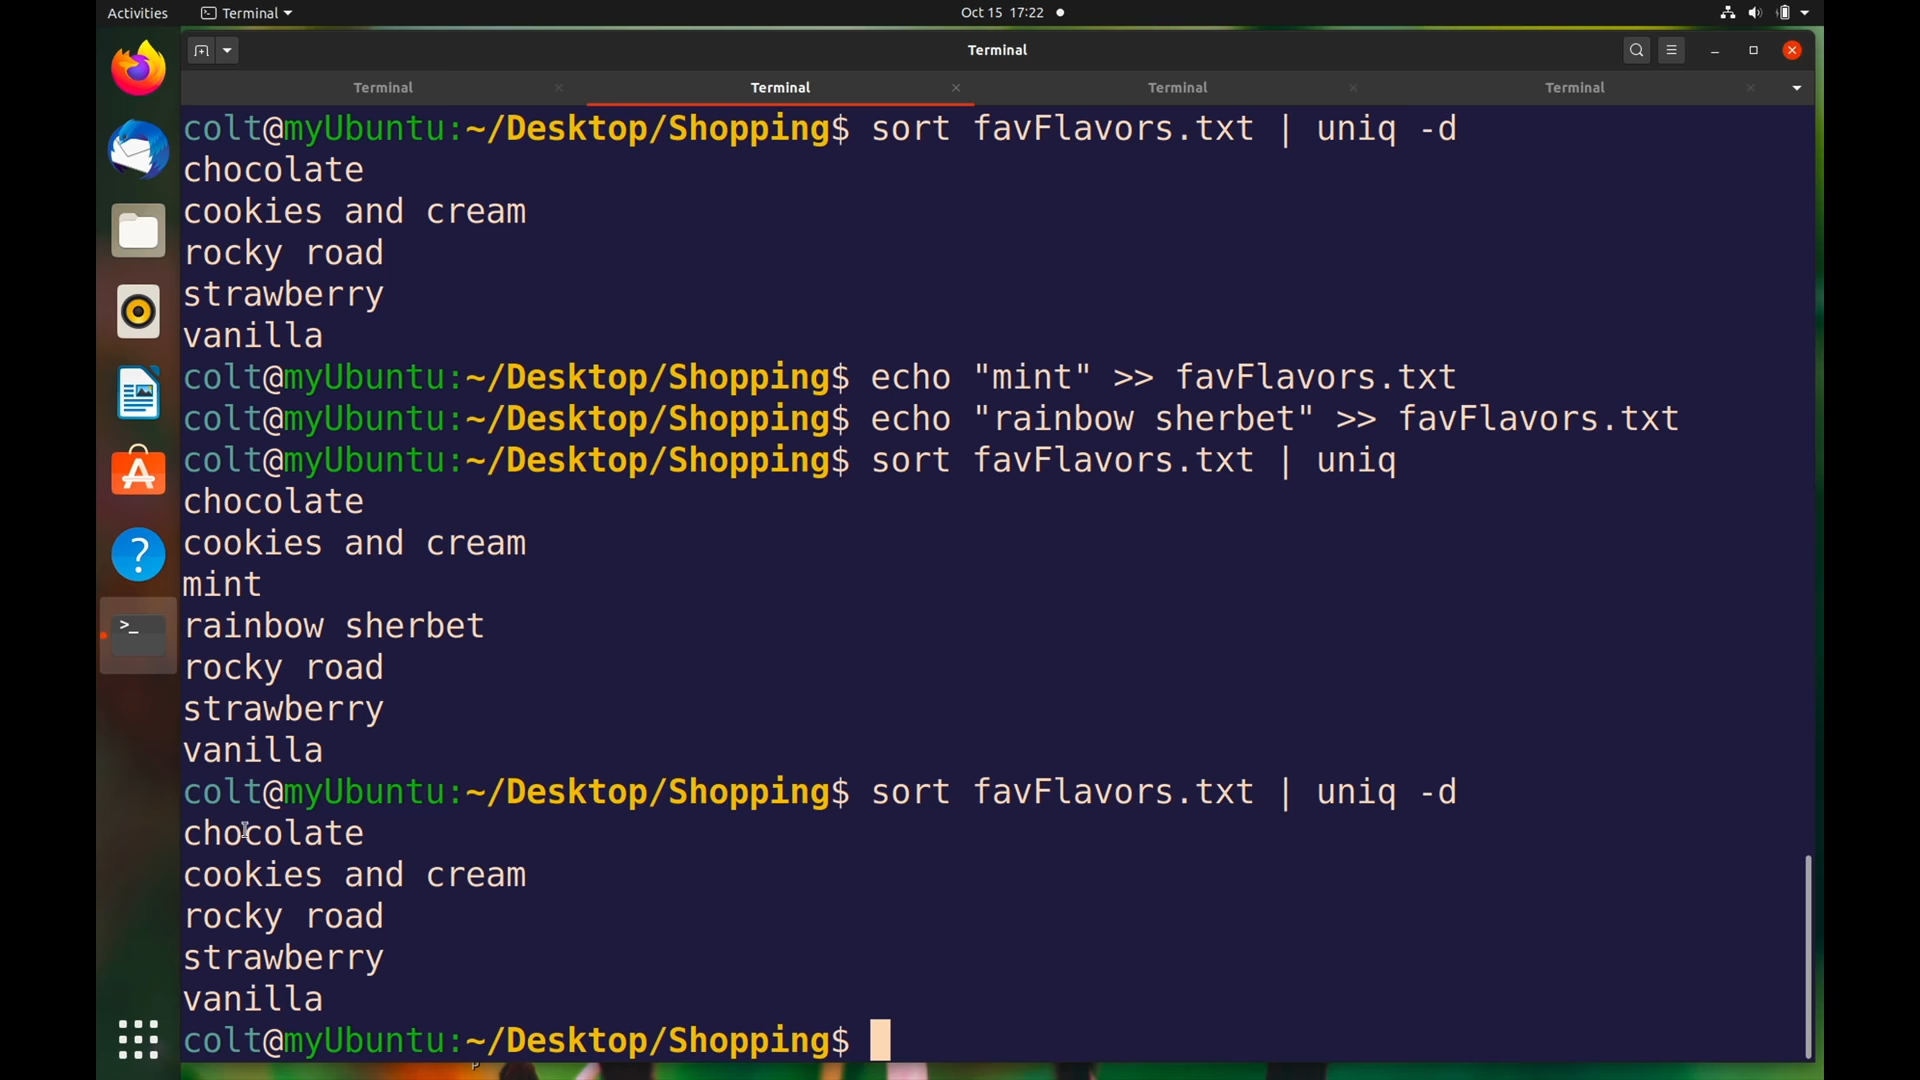 Activities Terminal Oct 15 17:22
Terminal
Terminal Terminal Terminal Terminal
colt@myUbuntu:~/Desktop/Shopping$ sort favFlavors.txt | uniq -d
chocolate
cookies and cream
rocky road
strawberry
vanilla
colt@myUbuntu:~/Desktop/Shopping$ echo "mint" >> favFlavors.txt
colt@myUbuntu:~/Desktop/Shopping$ echo "rainbow sherbet" >> favFlavors.txt
colt@myUbuntu:~/Desktop/Shopping$ sort favFlavors.txt | uniq
chocolate
cookies and cream
mint
rainbow sherbet
rocky road
strawberry
vanilla
colt@myUbuntu:~/Desktop/Shopping$ sort favFlavors.txt | uniq -d
chocolate
cookies and cream
rocky road
strawberry
vanilla
colt@myUbuntu:~/Desktop/Shopping$